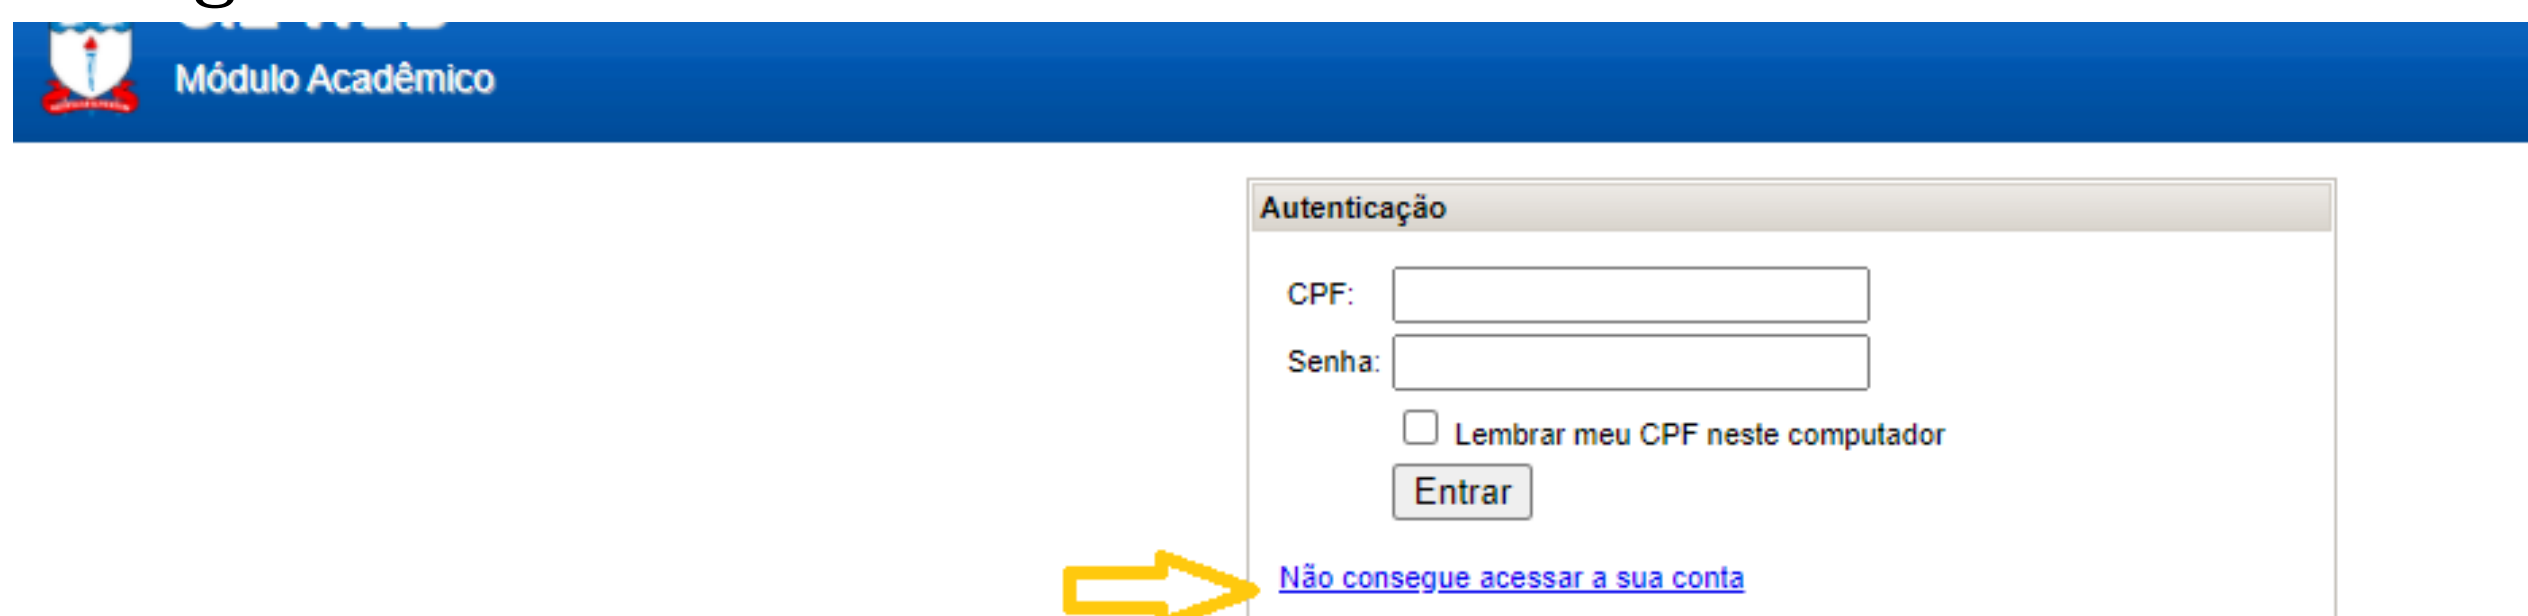 Módulo Acadêmico
Autenticação
CPF:
Senha:
Lembrar meu CPF neste computador
Entrar
Não consegue acessar a sua conta